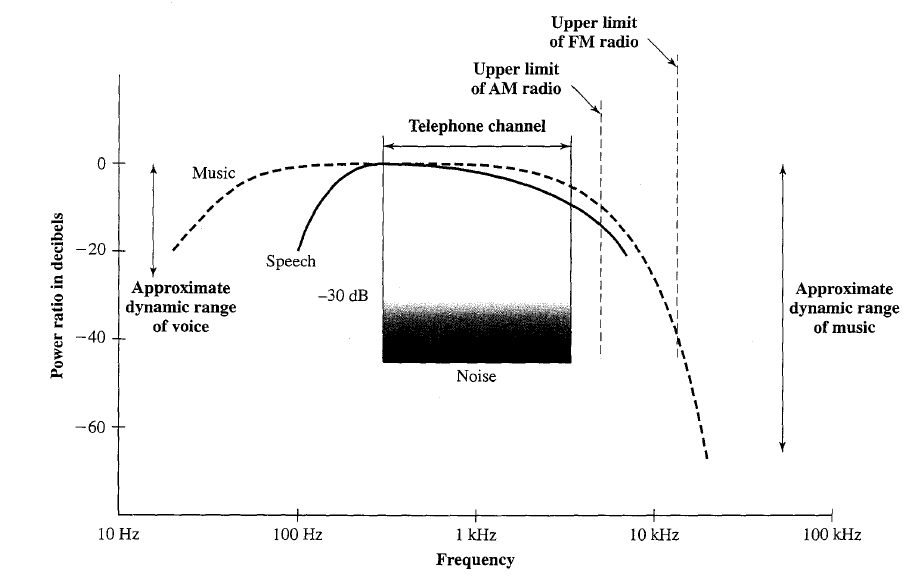 Upper limit
of FM radio
Upper limit
of AM radio
Telephone channel
0
Music
−20
Speech
Approximate
dynamic range
of voice
−30 dB
Approximate
dynamic range
of music
−40
Noise
−60
Power ratio in decibels
10 Hz
100 Hz
1 kHz
10 kHz
100 kHz
Frequency